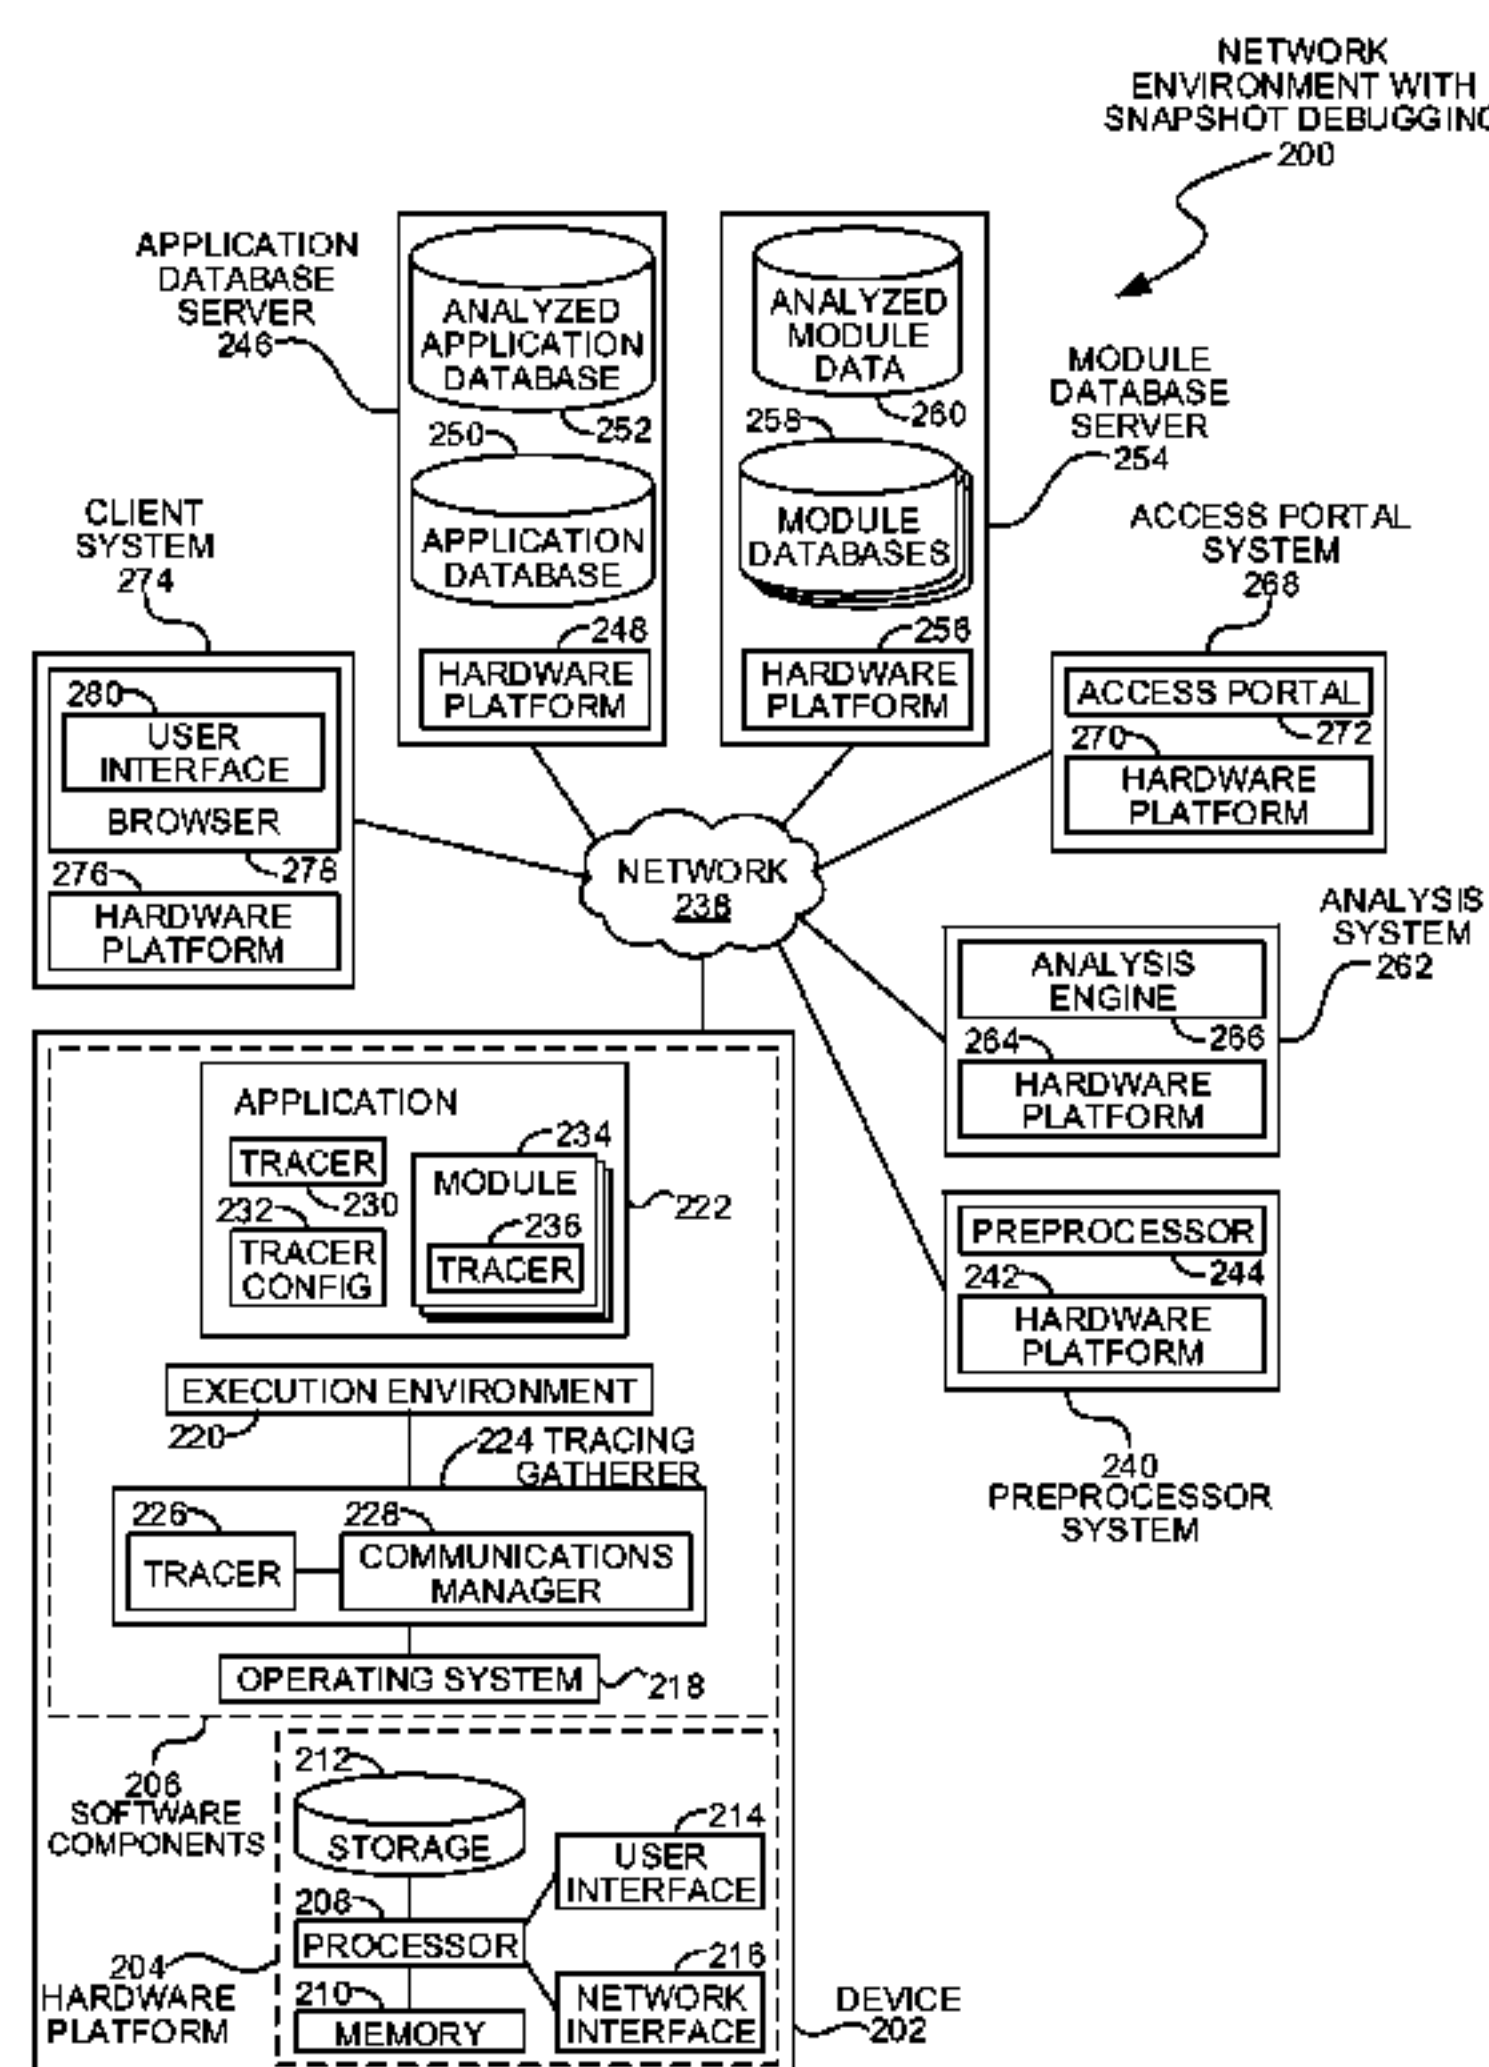 NETWORK
ENVIRONMENT WITH
SNAPSHOT DEBUGGING
200
APPLICATION
DATABASE
SERVER
246
ANALYZED
APPLICATION
DATABASE
252
250
APPLICATION
DATABASE
248
HARDWARE
PLATFORM
ANALYZED
MODULE
DATA
260
258
MODULE
DATABASES
256
HARDWARE
PLATFORM
MODULE
DATABASE
SERVER
254
CLIENT
SYSTEM
274
280
USER
INTERFACE
BROWSER
278
276
HARDWARE
PLATFORM
ACCESS PORTAL
SYSTEM
268
ACCESS PORTAL
272
270
HARDWARE
PLATFORM
NETWORK
238
ANALYSIS
SYSTEM
262
ANALYSIS
ENGINE
266
264
HARDWARE
PLATFORM
PREPROCESSOR
244
242
HARDWARE
PLATFORM
240
PREPROCESSOR
SYSTEM
APPLICATION
TRACER
230
232
TRACER
CONFIG
234
MODULE
236
TRACER
222
EXECUTION ENVIRONMENT
220
224 TRACING
GATHERER
226
TRACER
228
COMMUNICATIONS
MANAGER
OPERATING SYSTEM
218
206
SOFTWARE
COMPONENTS
212
STORAGE
214
USER
INTERFACE
208
PROCESSOR
204
HARDWARE
PLATFORM
210
MEMORY
216
NETWORK
INTERFACE
DEVICE
202